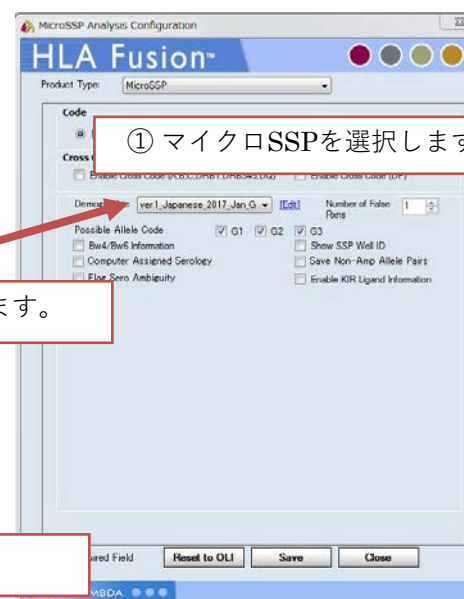 MicroSSP Analysis Configuration
HLA Fusion™
Product Type: MicroSSP
Code
① マイクロSSPを選択します
Cross
Enable Cross Code (A,B,C,DRB1,DRB345,DQ) Enable Cross Code (DP)
ver1_Japanese_2017_Jan_G [Edit] Number of False
Rxns 1
Possible Allele Code G1 G2 G3
Bw4/Bw6 Information Show SSP Well ID
Computer Assigned Serology Save Non-Amp Allele Pairs
Flag Sero Ambiguity Enable KIR Ligand Information
ます。
Field Reset to OLI Save Close